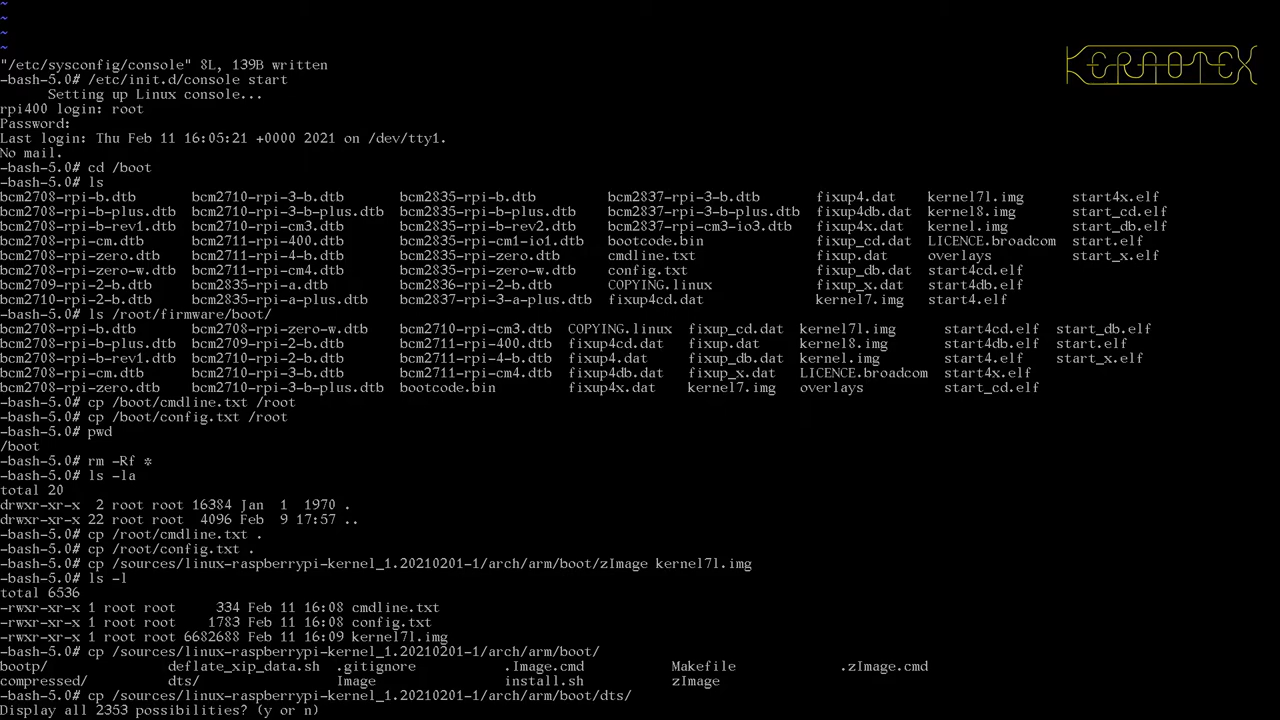 ~
~
~
~
KERNOTEX
"/etc/sysconfig/console" 8L, 139B written
-bash-5.0# /etc/init.d/console start
      Setting up Linux console...
rpi400 login: root
Password:
Last login: Thu Feb 11 16:05:21 +0000 2021 on /dev/tty1.
No mail.
-bash-5.0# cd /boot
-bash-5.0# ls
bcm2708-rpi-b.dtb bcm2710-rpi-3-b.dtb bcm2835-rpi-b.dtb bcm2837-rpi-3-b.dtb fixup4.dat kernel7l.img start4x.elf
bcm2708-rpi-b-plus.dtb bcm2710-rpi-3-b-plus.dtb bcm2835-rpi-b-plus.dtb bcm2837-rpi-3-b-plus.dtb fixup4db.dat kernel8.img start_cd.elf
bcm2708-rpi-b-rev1.dtb bcm2710-rpi-cm3.dtb bcm2835-rpi-b-rev2.dtb bcm2837-rpi-cm3-io3.dtb fixup4x.dat kernel.img start_db.elf
bcm2708-rpi-cm.dtb bcm2711-rpi-400.dtb bcm2835-rpi-cm1-io1.dtb bootcode.bin fixup_cd.dat LICENCE.broadcom start.elf
bcm2708-rpi-zero.dtb bcm2711-rpi-4-b.dtb bcm2835-rpi-zero.dtb cmdline.txt fixup.dat overlays start_x.elf
bcm2708-rpi-zero-w.dtb bcm2711-rpi-cm4.dtb bcm2835-rpi-zero-w.dtb config.txt fixup_db.dat start4cd.elf
bcm2709-rpi-2-b.dtb bcm2835-rpi-a.dtb bcm2836-rpi-2-b.dtb COPYING.linux fixup_x.dat start4db.elf
bcm2710-rpi-2-b.dtb bcm2835-rpi-a-plus.dtb bcm2837-rpi-3-a-plus.dtb fixup4cd.dat kernel7.img start4.elf
-bash-5.0# ls /root/firmware/boot/
bcm2708-rpi-b.dtb bcm2708-rpi-zero-w.dtb bcm2710-rpi-cm3.dtb COPYING.linux fixup_cd.dat kernel7l.img start4cd.elf start_db.elf
bcm2708-rpi-b-plus.dtb bcm2709-rpi-2-b.dtb bcm2711-rpi-400.dtb fixup4cd.dat fixup.dat kernel8.img start4db.elf start.elf
bcm2708-rpi-b-rev1.dtb bcm2710-rpi-2-b.dtb bcm2711-rpi-4-b.dtb fixup4.dat fixup_db.dat kernel.img start4.elf start_x.elf
bcm2708-rpi-cm.dtb bcm2710-rpi-3-b.dtb bcm2711-rpi-cm4.dtb fixup4db.dat fixup_x.dat LICENCE.broadcom start4x.elf
bcm2708-rpi-zero.dtb bcm2710-rpi-3-b-plus.dtb bootcode.bin fixup4x.dat kernel7.img overlays start_cd.elf
-bash-5.0# cp /boot/cmdline.txt /root
-bash-5.0# cp /boot/config.txt /root
-bash-5.0# pwd
/boot
-bash-5.0# rm -Rf *
-bash-5.0# ls -la
total 20
drwxr-xr-x  2 root root 16384 Jan  1  1970 .
drwxr-xr-x 22 root root  4096 Feb  9 17:57 ..
-bash-5.0# cp /root/cmdline.txt .
-bash-5.0# cp /root/config.txt .
-bash-5.0# cp /sources/linux-raspberrypi-kernel_1.20210201-1/arch/arm/boot/zImage kernel7l.img
-bash-5.0# ls -l
total 6536
-rwxr-xr-x 1 root root     334 Feb 11 16:08 cmdline.txt
-rwxr-xr-x 1 root root    1783 Feb 11 16:08 config.txt
-rwxr-xr-x 1 root root 6682688 Feb 11 16:09 kernel7l.img
-bash-5.0# cp /sources/linux-raspberrypi-kernel_1.20210201-1/arch/arm/boot/
bootp/ deflate_xip_data.sh .gitignore .Image.cmd Makefile .zImage.cmd
compressed/ dts/ Image install.sh zImage
-bash-5.0# cp /sources/linux-raspberrypi-kernel_1.20210201-1/arch/arm/boot/dts/
Display all 2353 possibilities? (y or n)